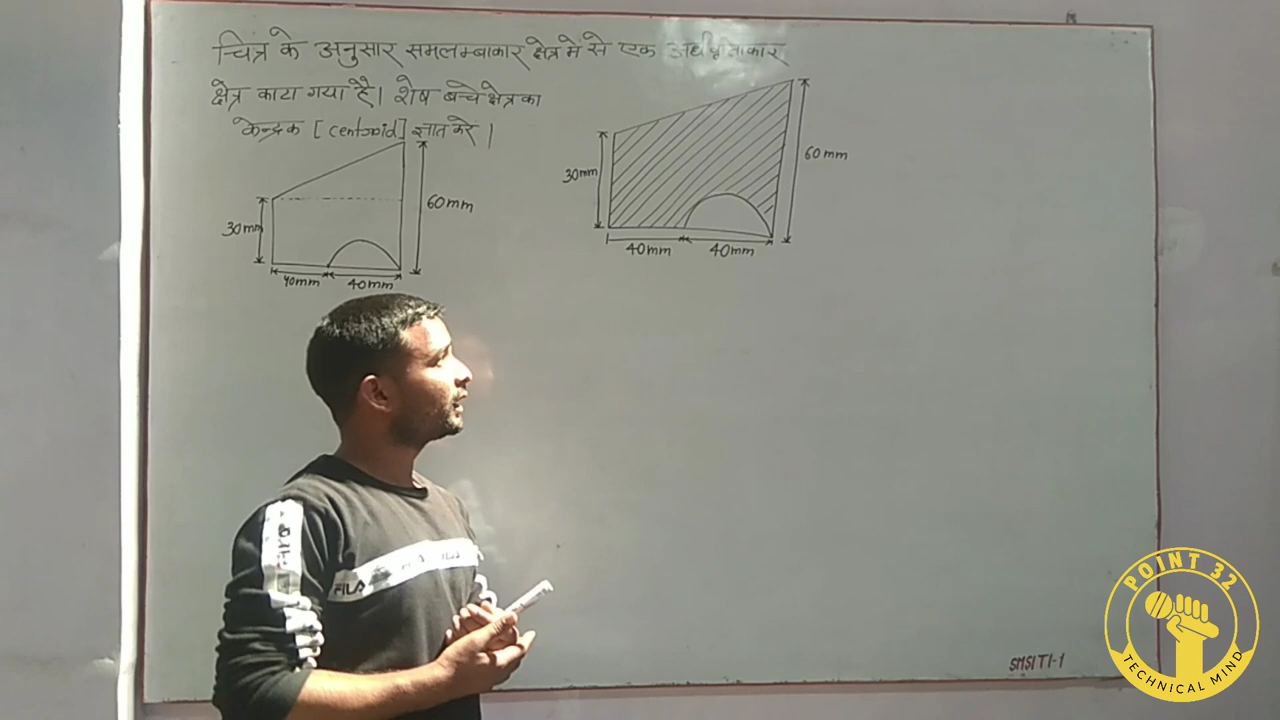 चित्र के अनुसार समलम्बाकार क्षेत्र में से एक अर्धवृत्ताकार
क्षेत्र काटा गया है। शेष बचे क्षेत्र का
केन्द्रक [centroid] ज्ञात करे।
30mm
60mm
40mm
40mm
30mm
60mm
40mm
40mm
FILA
SMSITI-1
POINT 32
TECHNICAL MIND